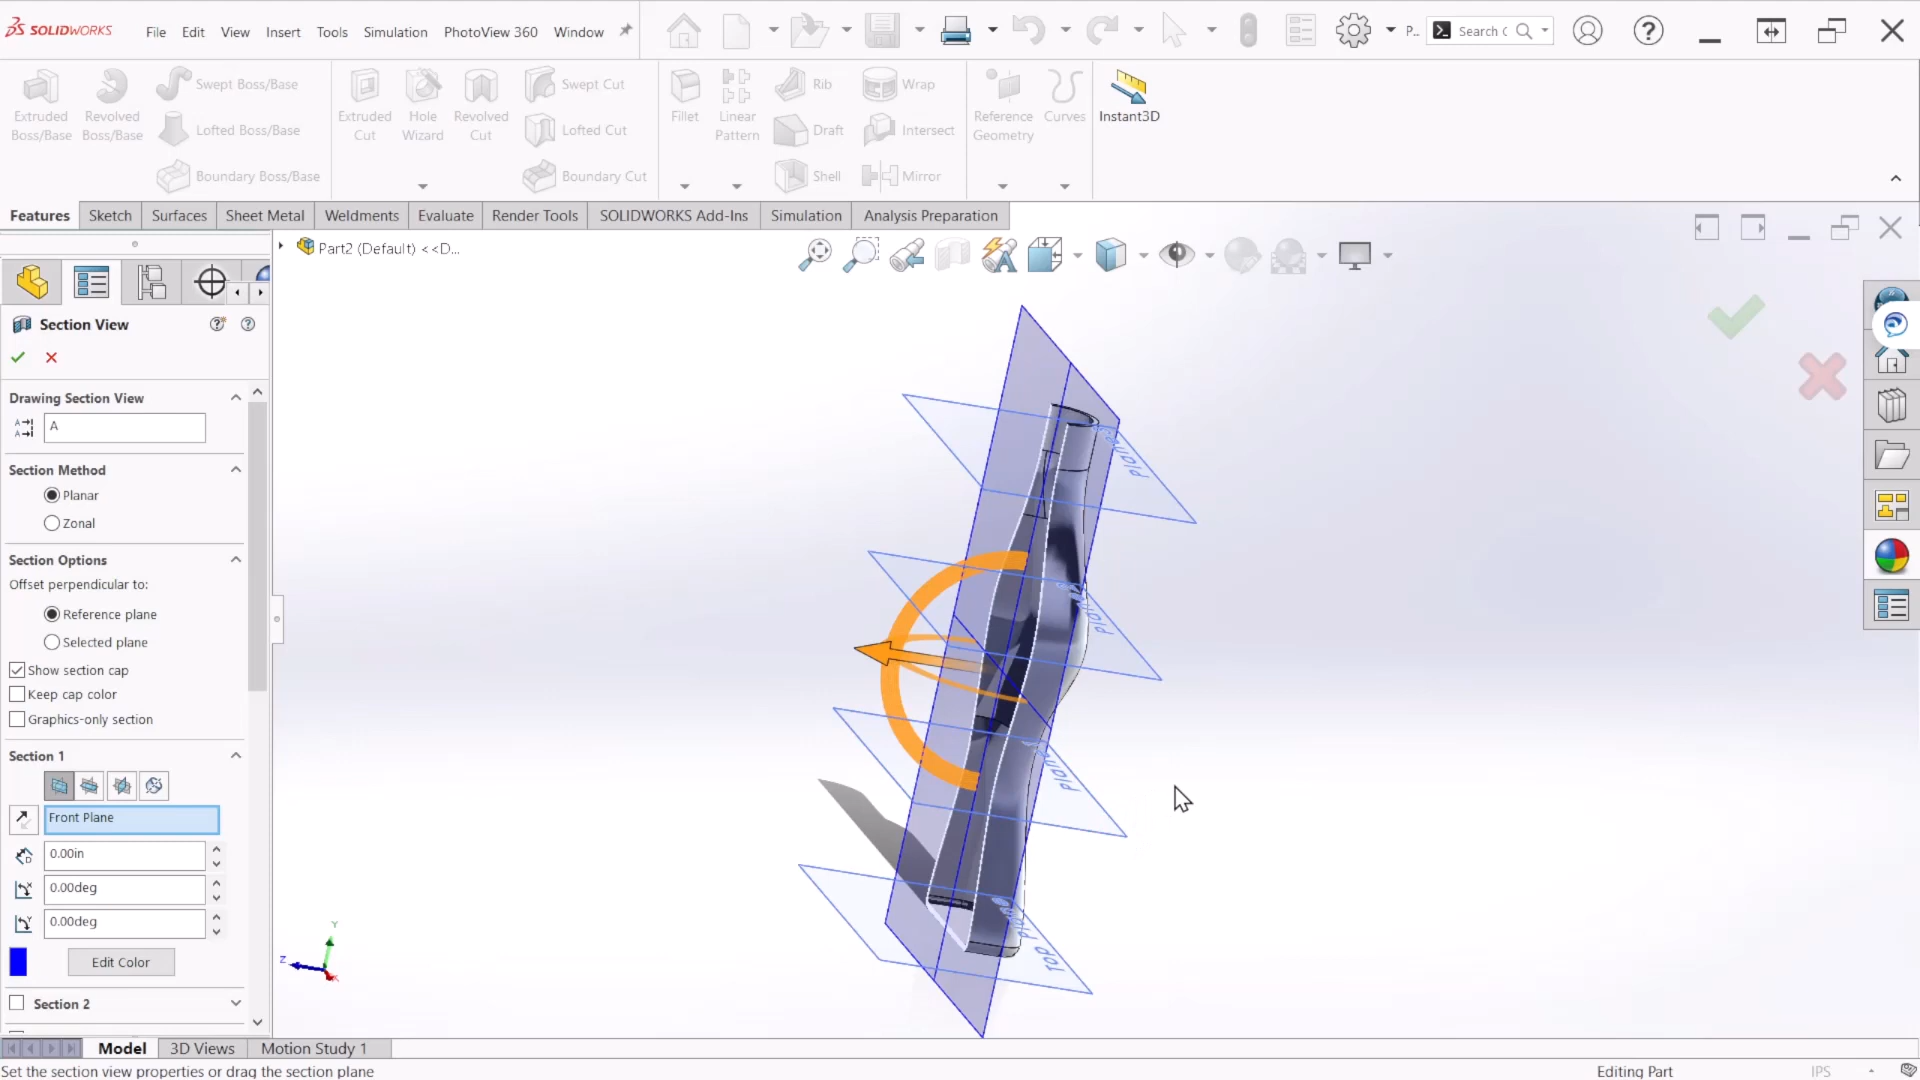 SOLIDWORKS File Edit View Insert Tools Simulation PhotoView 360 Window P.. Search C
Extruded Boss/Base Revolved Boss/Base Swept Boss/Base Lofted Boss/Base Boundary Boss/Base
Extruded Cut Hole Wizard Revolved Cut Swept Cut Lofted Cut Boundary Cut
Fillet Linear Pattern Rib Draft Shell Wrap Intersect Mirror
Reference Geometry Curves Instant3D
Features Sketch Surfaces Sheet Metal Weldments Evaluate Render Tools SOLIDWORKS Add-Ins Simulation Analysis Preparation
Part2 (Default) <<D...
Section View
Drawing Section View
A
Section Method
Planar
Zonal
Section Options
Offset perpendicular to:
Reference plane
Selected plane
Show section cap
Keep cap color
Graphics-only section
Section 1
Front Plane
0.00in
0.00deg
0.00deg
Edit Color
Section 2
Top Plane
Y
Z
X
Model 3D Views Motion Study 1
Set the section view properties or drag the section plane Editing Part IPS